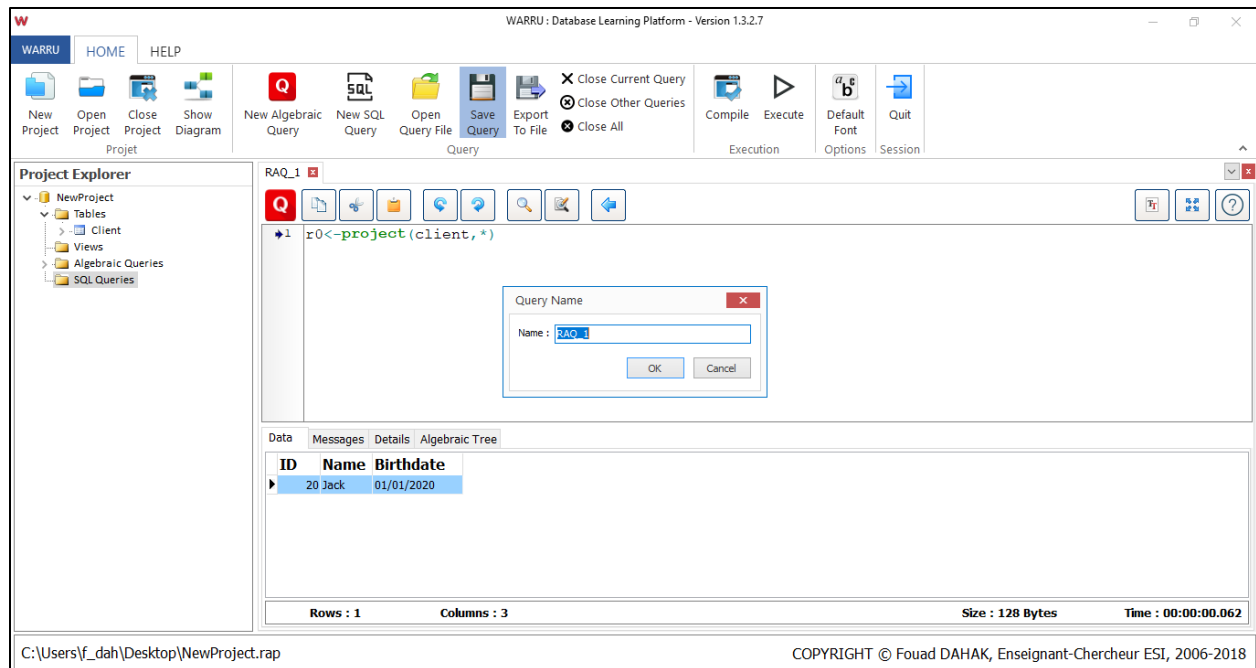 WARRU : Database Learning Platform - Version 1.3.2.7
WARRU HOME HELP
New Project
Open Project
Close Project
Show Diagram
Projet
New Algebraic Query
New SQL Query
Open Query File
Save Query
Export To File
Close Current Query
Close Other Queries
Close All
Query
Compile
Execute
Execution
Default Font
Options
Quit
Session
Project Explorer
NewProject
Tables
Client
Views
Algebraic Queries
SQL Queries
RAQ_1
1 r0<-project(client,*)
Query Name
Name : RAQ_1
OK Cancel
Data Messages Details Algebraic Tree
ID Name Birthdate
20 Jack 01/01/2020
Rows : 1 Columns : 3 Size : 128 Bytes Time : 00:00:00.062
C:\Users\f_dah\Desktop\NewProject.rap COPYRIGHT © Fouad DAHAK, Enseignant-Chercheur ESI, 2006-2018